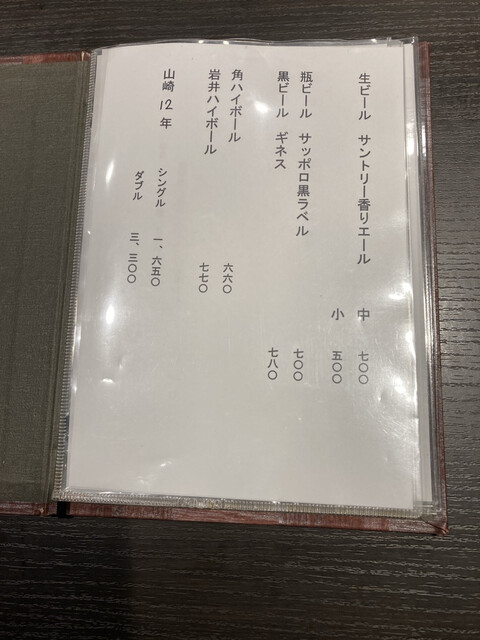 生ビール　サントリー香りエール　中　七〇〇
小　五〇〇
瓶ビール　サッポロ黒ラベル　七〇〇
黒ビール　ギネス　七八〇
角ハイボール　六六〇
岩井ハイボール　七七〇
山崎12年　シングル　一、六五〇
ダブル　三、三〇〇